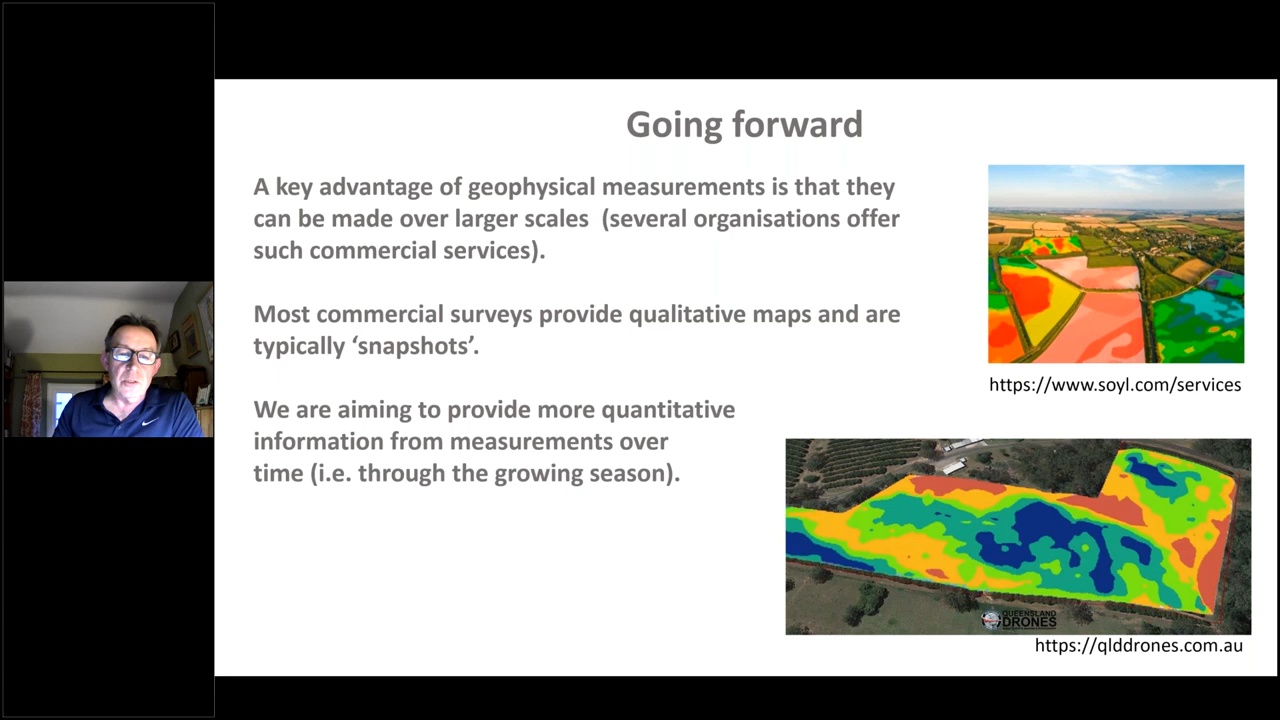 Going forward
A key advantage of geophysical measurements is that they
can be made over larger scales (several organisations offer
such commercial services).
Most commercial surveys provide qualitative maps and are
typically ‘snapshots’.
We are aiming to provide more quantitative
information from measurements over
time (i.e. through the growing season).
https://www.soyl.com/services
QUEENSLAND
DRONES
https://qlddrones.com.au